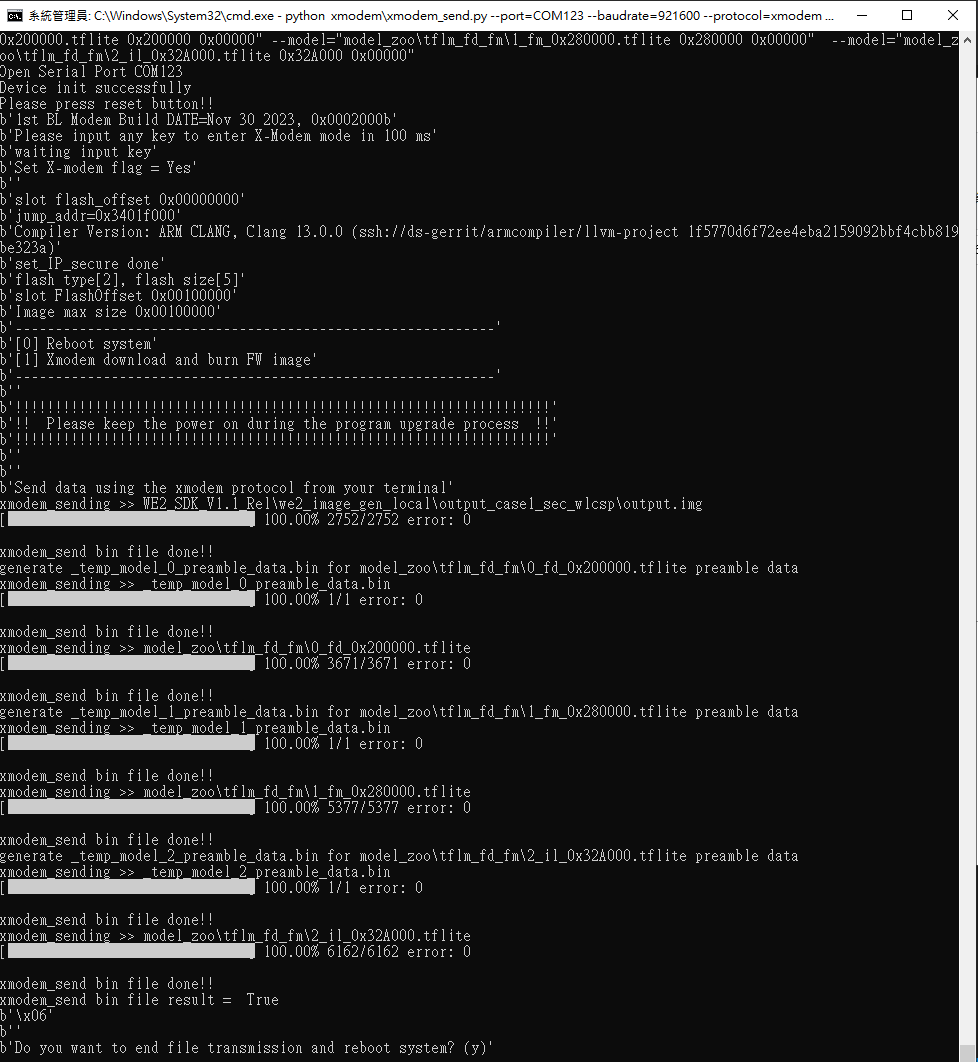 系統管理員: C:\Windows\System32\cmd.exe - python  xmodem\xmodem_send.py --port=COM123 --baudrate=921600 --protocol=xmodem ...
0x200000.tflite 0x200000 0x00000" --model="model_zoo\tflm_fd_fm\1_fm_0x280000.tflite 0x280000 0x00000"  --model="model_z
oo\tflm_fd_fm\2_il_0x32A000.tflite 0x32A000 0x00000"
Open Serial Port COM123
Device init successfully
Please press reset button!!
b'1st BL Modem Build DATE=Nov 30 2023, 0x0002000b'
b'Please input any key to enter X-Modem mode in 100 ms'
b'waiting input key'
b'Set X-modem flag = Yes'
b''
b'slot flash_offset 0x00000000'
b'jump_addr=0x3401f000'
b'Compiler Version: ARM CLANG, Clang 13.0.0 (ssh://ds-gerrit/armcompiler/llvm-project 1f5770d6f72ee4eba2159092bbf4cbb819
be323a)'
b'set_IP_secure done'
b'flash type[2], flash size[5]'
b'slot FlashOffset 0x00100000'
b'Image max size 0x00100000'
b'------------------------------------------------------------'
b'[0] Reboot system'
b'[1] Xmodem download and burn FW image'
b'------------------------------------------------------------'
b''
b'!!!!!!!!!!!!!!!!!!!!!!!!!!!!!!!!!!!!!!!!!!!!!!!!!!!!!!!!!!!!!!!!!!!'
b'!!  Please keep the power on during the program upgrade process  !!'
b'!!!!!!!!!!!!!!!!!!!!!!!!!!!!!!!!!!!!!!!!!!!!!!!!!!!!!!!!!!!!!!!!!!!'
b''
b''
b'Send data using the xmodem protocol from your terminal'
xmodem_sending >> WE2_SDK_V1.1_Rel\we2_image_gen_local\output_case1_sec_wlcsp\output.img
[ ] 100.00% 2752/2752 error: 0
xmodem_send bin file done!!
generate _temp_model_0_preamble_data.bin for model_zoo\tflm_fd_fm\0_fd_0x200000.tflite preamble data
xmodem_sending >> _temp_model_0_preamble_data.bin
[ ] 100.00% 1/1 error: 0
xmodem_send bin file done!!
xmodem_sending >> model_zoo\tflm_fd_fm\0_fd_0x200000.tflite
[ ] 100.00% 3671/3671 error: 0
xmodem_send bin file done!!
generate _temp_model_1_preamble_data.bin for model_zoo\tflm_fd_fm\1_fm_0x280000.tflite preamble data
xmodem_sending >> _temp_model_1_preamble_data.bin
[ ] 100.00% 1/1 error: 0
xmodem_send bin file done!!
xmodem_sending >> model_zoo\tflm_fd_fm\1_fm_0x280000.tflite
[ ] 100.00% 5377/5377 error: 0
xmodem_send bin file done!!
generate _temp_model_2_preamble_data.bin for model_zoo\tflm_fd_fm\2_il_0x32A000.tflite preamble data
xmodem_sending >> _temp_model_2_preamble_data.bin
[ ] 100.00% 1/1 error: 0
xmodem_send bin file done!!
xmodem_sending >> model_zoo\tflm_fd_fm\2_il_0x32A000.tflite
[ ] 100.00% 6162/6162 error: 0
xmodem_send bin file done!!
xmodem_send bin file result =  True
b'\x06'
b''
b'Do you want to end file transmission and reboot system? (y)'